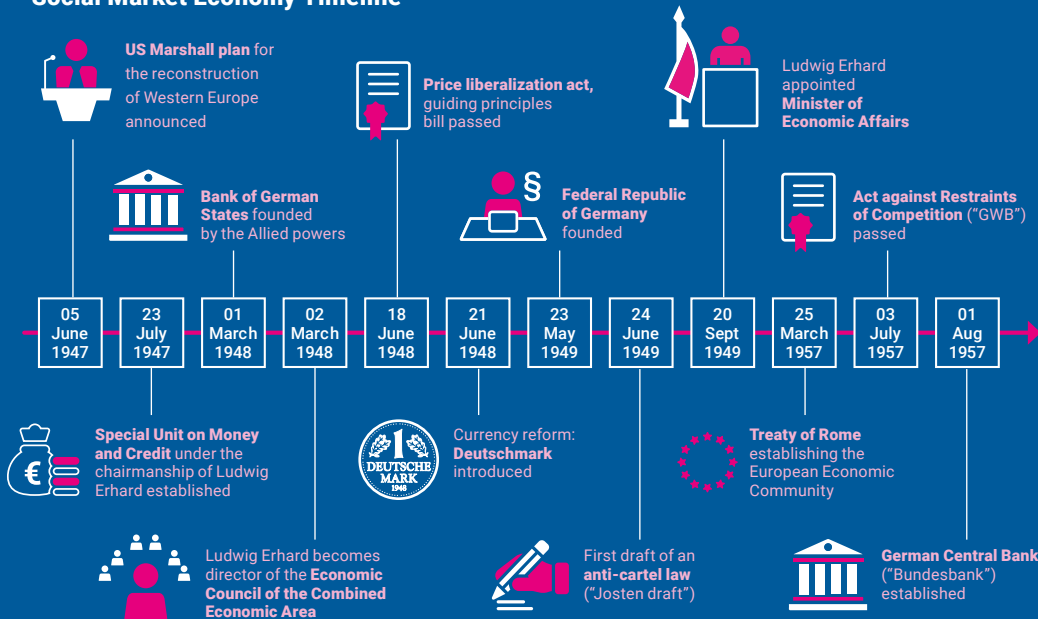 Social Market Economy Timeline
US Marshall plan for
the reconstruction
of Western Europe
announced
Price liberalization act,
guiding principles
bill passed
Ludwig Erhard
appointed
Minister of
Economic Affairs
Bank of German
States founded
by the Allied powers
§
Federal Republic
of Germany
founded
Act against Restraints
of Competition (“GWB”)
passed
05
June
1947
23
July
1947
01
March
1948
02
March
1948
18
June
1948
21
June
1948
23
May
1949
24
June
1949
20
Sept
1949
25
March
1957
03
July
1957
01
Aug
1957
€
Special Unit on Money
and Credit under the
chairmanship of Ludwig
Erhard established
1
DEUTSCHE
MARK
1948
Currency reform:
Deutschmark
introduced
Treaty of Rome
establishing the
European Economic
Community
Ludwig Erhard becomes
director of the Economic
Council of the Combined
Economic Area
First draft of an
anti-cartel law
(“Josten draft”)
German Central Bank
(“Bundesbank”)
established